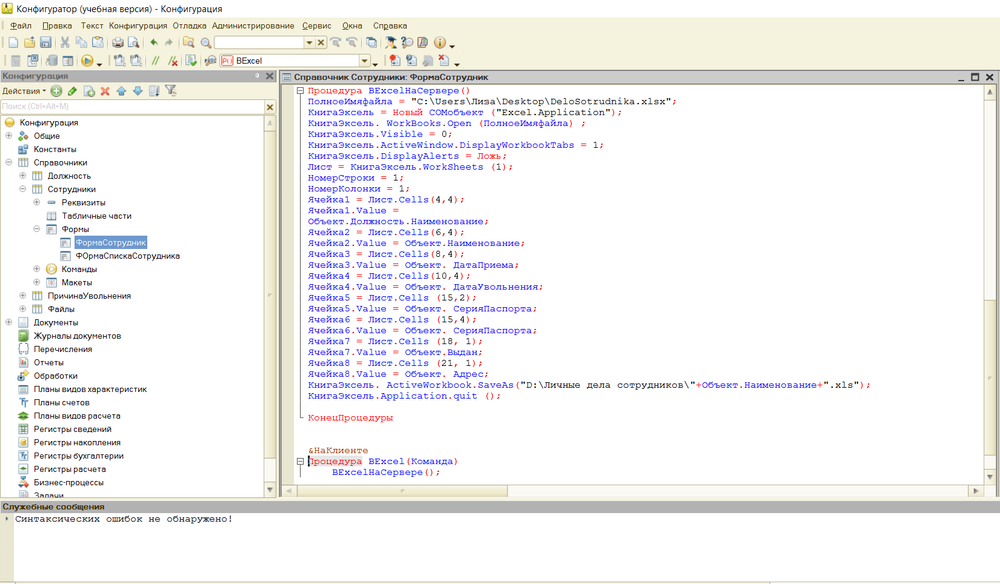 Конфигуратор (учебная версия) - Конфигурация
Файл Правка Текст Конфигурация Отладка Администрирование Сервис Окна Справка
BExcel
Конфигурация
Действия
Поиск (Ctrl+Alt+M)
Конфигурация
Общие
Константы
Справочники
Должность
Сотрудники
Реквизиты
Табличные части
Формы
ФормаСотрудник
ФОрмаСпискаСотрудника
Команды
Макеты
ПричинаУвольнения
Файлы
Документы
Журналы документов
Перечисления
Отчеты
Обработки
Планы видов характеристик
Планы счетов
Планы видов расчета
Регистры сведений
Регистры накопления
Регистры бухгалтерии
Регистры расчета
Бизнес-процессы
Задачи
Справочник Сотрудники: ФормаСотрудник
Процедура BExcelНаСервере()
ПолноеИмяфайла = "C:\Users\Лиза\Desktop\DeloSotrudnika.xlsx";
КнигаЭксель = Новый COMобъект ("Excel.Application");
КнигаЭксель. WorkBooks.Open (ПолноеИмяфайла) ;
КнигаЭксель.Visible = 0;
КнигаЭксель.ActiveWindow.DisplayWorkbookTabs = 1;
КнигаЭксель.DisplayAlerts = Ложь;
Лист = КнигаЭксель.WorkSheets (1);
НомерСтроки = 1;
НомерКолонки = 1;
Ячейка1 = Лист.Cells(4,4);
Ячейка1.Value =
Объект.Должность.Наименование;
Ячейка2 = Лист.Cells(6,4);
Ячейка2.Value = Объект.Наименование;
Ячейка3 = Лист.Cells(8,4);
Ячейка3.Value = Объект. ДатаПриема;
Ячейка4 = Лист.Cells(10,4);
Ячейка4.Value = Объект. ДатаУвольнения;
Ячейка5 = Лист.Cells (15,2);
Ячейка5.Value = Объект. СерияПаспорта;
Ячейка6 = Лист.Cells (15,4);
Ячейка6.Value = Объект. СерияПаспорта;
Ячейка7 = Лист.Cells (18, 1);
Ячейка7.Value = Объект.Выдан;
Ячейка8 = Лист.Cells (21, 1);
Ячейка8.Value = Объект. Адрес;
КнигаЭксель. ActiveWorkbook.SaveAs("D:\Личные дела сотрудников\"+Объект.Наименование+".xls");
КнигаЭксель.Application.quit ();
КонецПроцедуры
&НаКлиенте
Процедура BExcel(Команда)
BExcelНаСервере();
Служебные сообщения
Синтаксических ошибок не обнаружено!